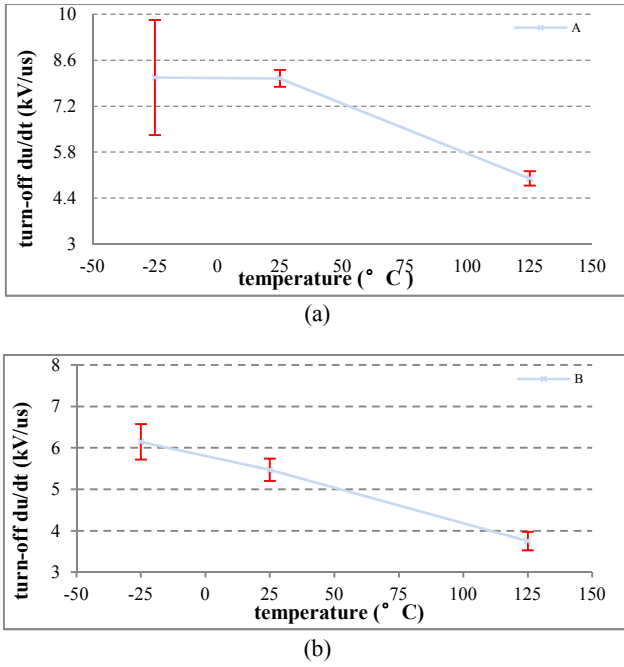 10
A
8.6
7.2
5.8
4.4
3
turn-off du/dt (kV/us)
-50 -25 0 25 50 75 100 125 150
temperature (° C )
(a)
8
B
7
6
5
4
3
turn-off du/dt (kV/us)
-50 -25 0 25 50 75 100 125 150
temperature (° C)
(b)